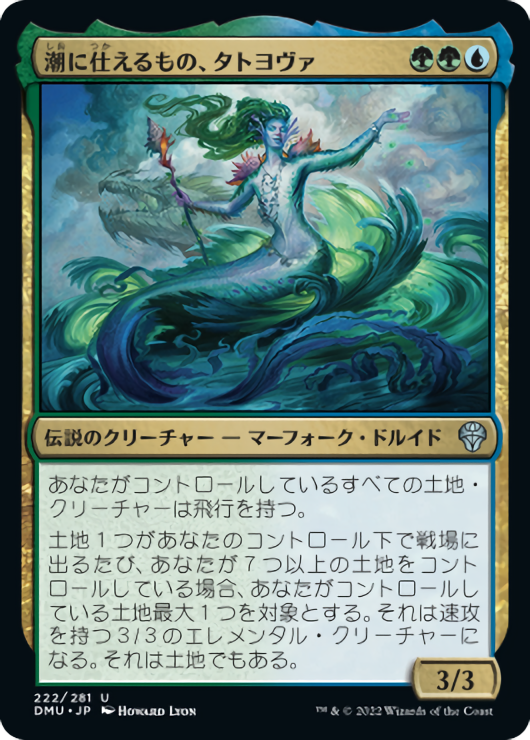 潮に仕えるもの、タトヨヴァ
伝説のクリーチャー ― マーフォーク・ドルイド
あなたがコントロールしているすべての土地・
クリーチャーは飛行を持つ。
土地１つがあなたのコントロール下で戦場に
出るたび、あなたが７つ以上の土地をコント
ロールしている場合、あなたがコントロールし
ている土地最大１つを対象とする。それは速攻
を持つ３/３のエレメンタル・クリーチャーに
なる。それは土地でもある。
3/3
222/281 U
DMU・JP Howard Lyon
™ & © 2022 Wizards of the Coast